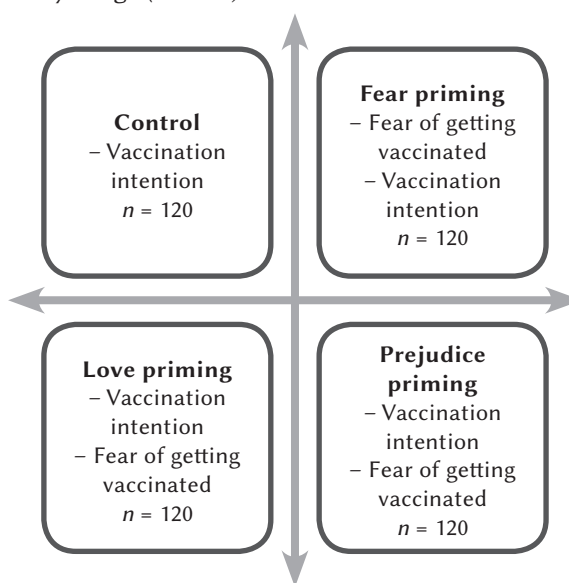 Control
– Vaccination
intention
n = 120
Fear priming
– Fear of getting
vaccinated
– Vaccination
intention
n = 120
Love priming
– Vaccination
intention
– Fear of getting
vaccinated
n = 120
Prejudice
priming
– Vaccination
intention
– Fear of getting
vaccinated
n = 120